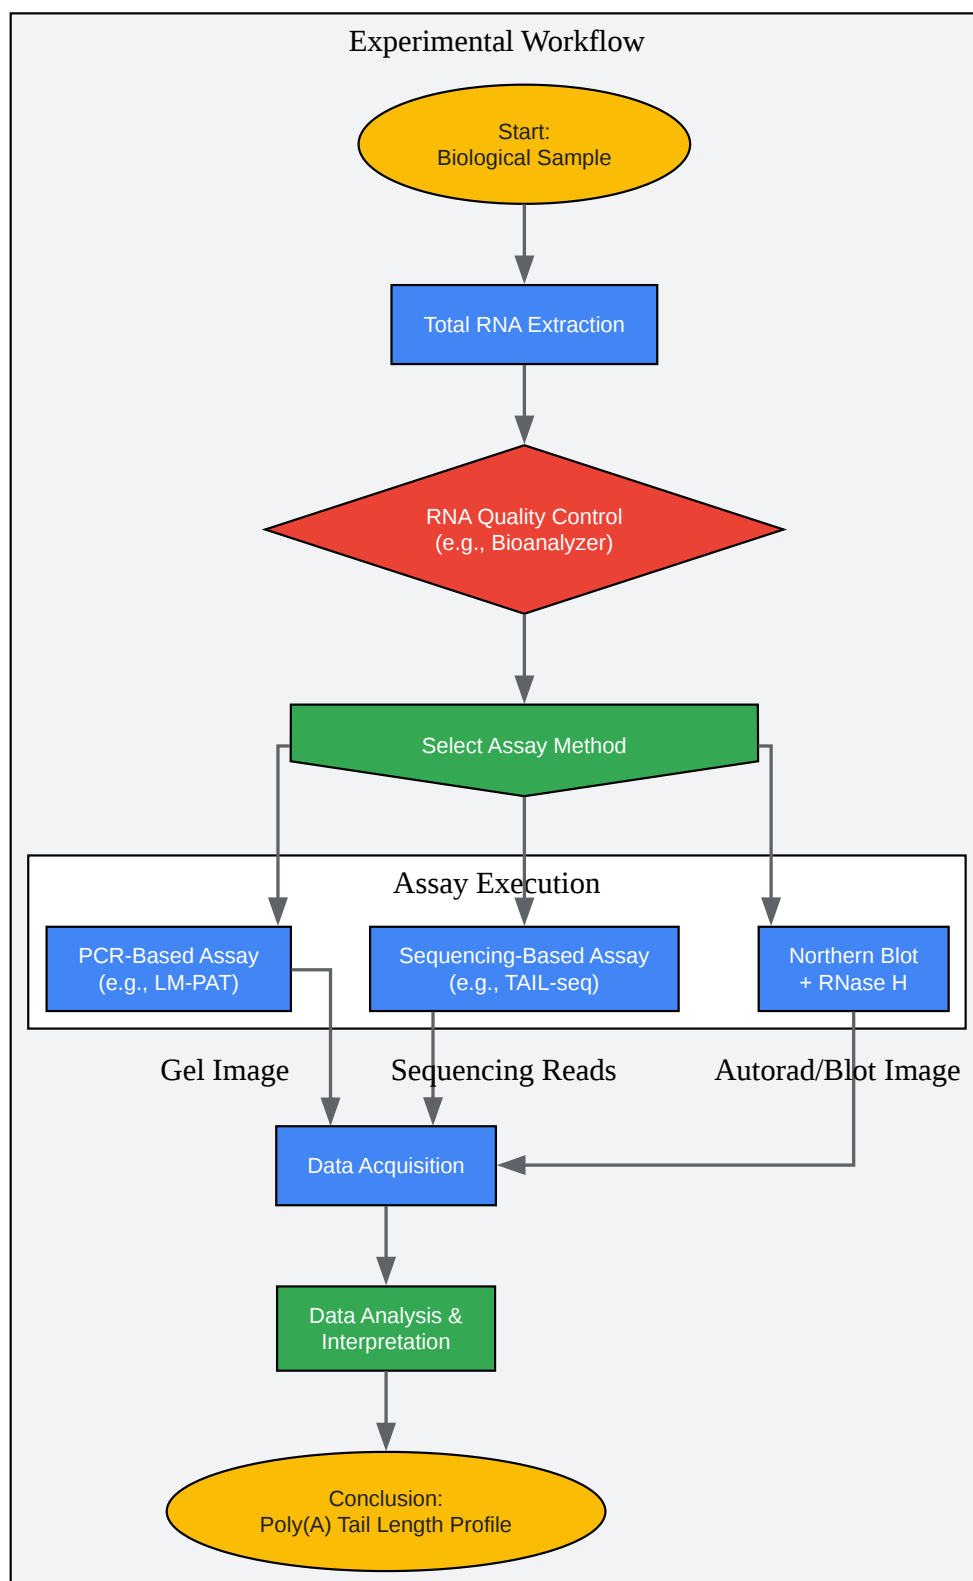 Experimental Workflow
Start:
Biological Sample
Total RNA Extraction
RNA Quality Control
(e.g., Bioanalyzer)
Select Assay Method
Assay Execution
PCR-Based Assay
(e.g., LM-PAT)
Sequencing-Based Assay
(e.g., TAIL-seq)
Northern Blot
+ RNase H
Gel Image
Sequencing Reads
Autorad/Blot Image
Data Acquisition
Data Analysis &
Interpretation
Conclusion:
Poly(A) Tail Length Profile